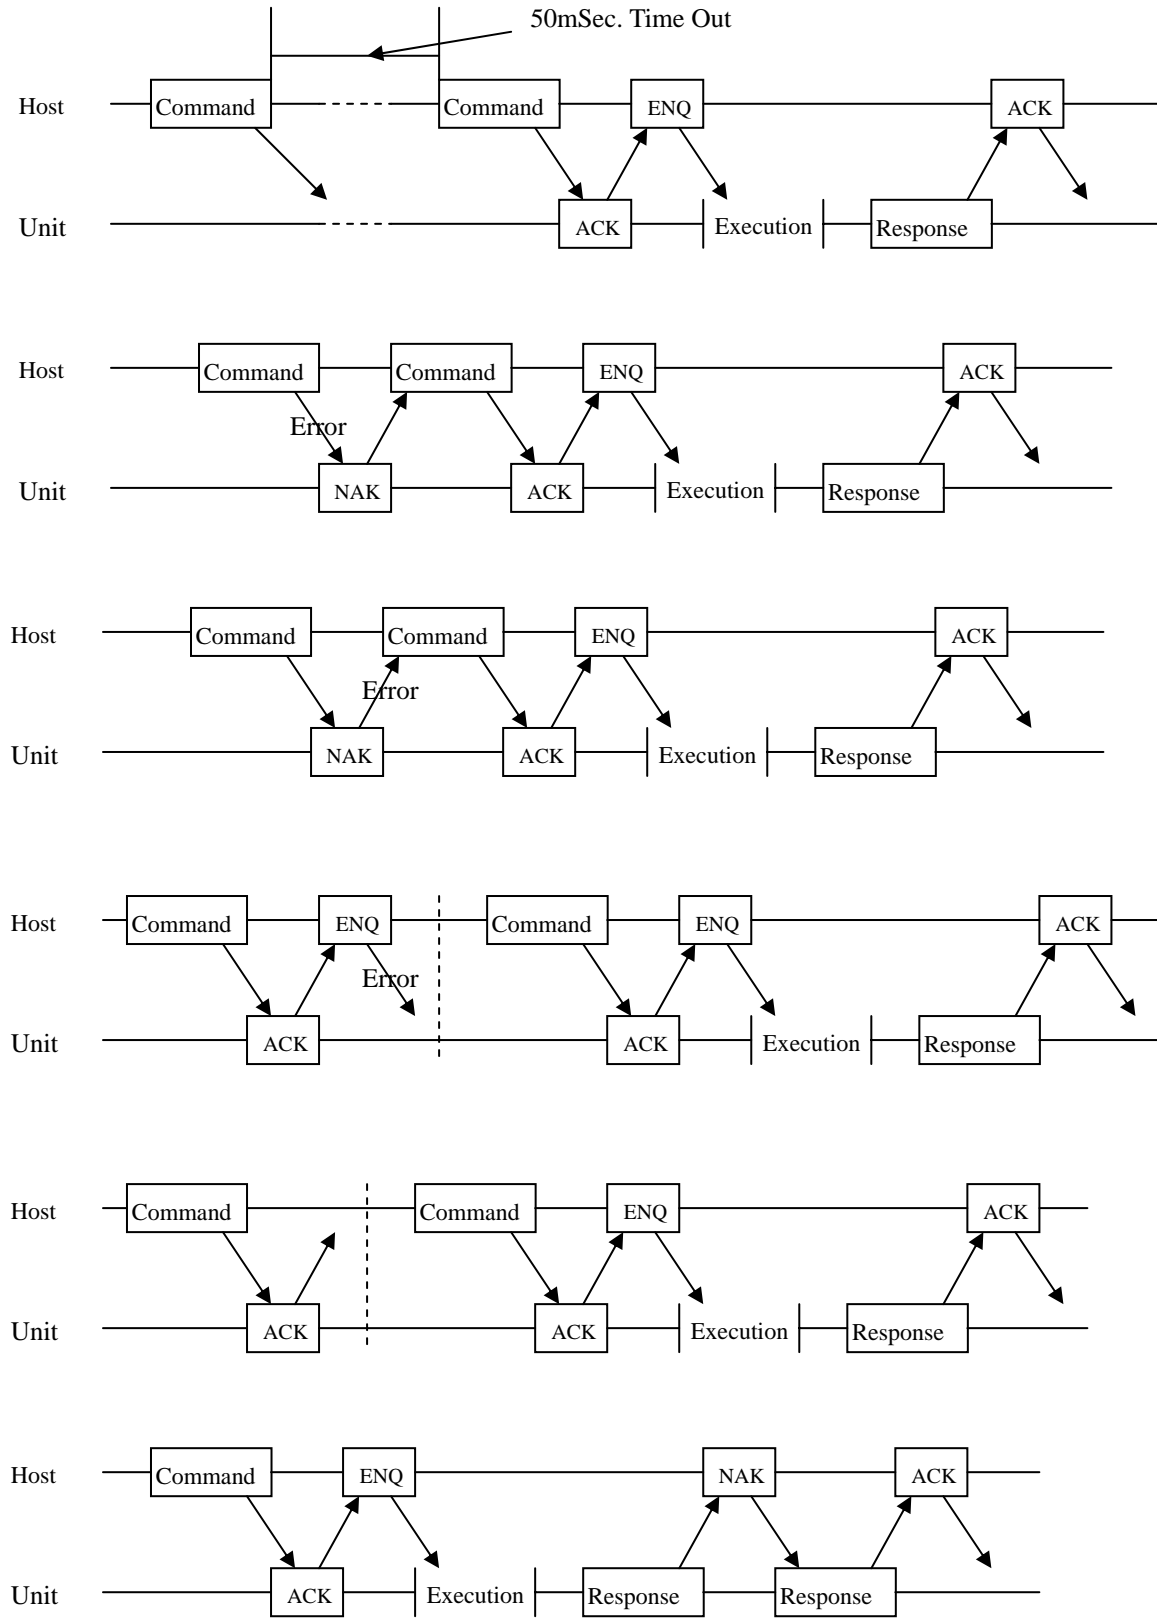 50mSec. Time Out
Host Command Command ENQ ACK
Unit ACK Execution Response
Host Command Command ENQ ACK
Error
Unit NAK ACK Execution Response
Host Command Command ENQ ACK
Error
Unit NAK ACK Execution Response
Host Command ENQ Command ENQ ACK
Error
Unit ACK ACK Execution Response
Host Command Command ENQ ACK
Unit ACK ACK Execution Response
Host Command ENQ NAK ACK
Unit ACK Execution Response Response